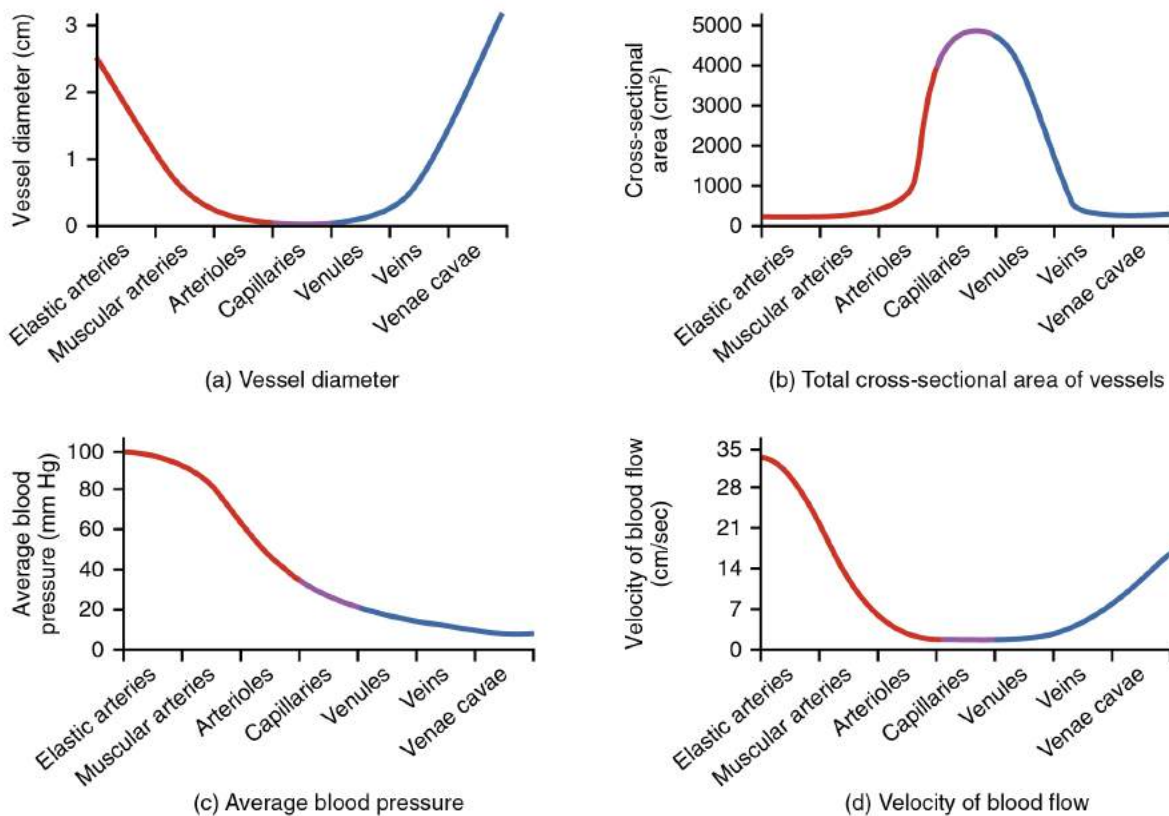 Vessel diameter (cm)
3
2
1
0
Elastic arteries
Muscular arteries
Arterioles
Capillaries
Venules
Veins
Venae cavae
(a) Vessel diameter
Cross-sectional
area (cm²)
5000
4000
3000
2000
1000
0
Elastic arteries
Muscular arteries
Arterioles
Capillaries
Venules
Veins
Venae cavae
(b) Total cross-sectional area of vessels
Average blood
pressure (mm Hg)
100
80
60
40
20
0
Elastic arteries
Muscular arteries
Arterioles
Capillaries
Venules
Veins
Venae cavae
(c) Average blood pressure
Velocity of blood flow
(cm/sec)
35
28
21
14
7
0
Elastic arteries
Muscular arteries
Arterioles
Capillaries
Venules
Veins
Venae cavae
(d) Velocity of blood flow